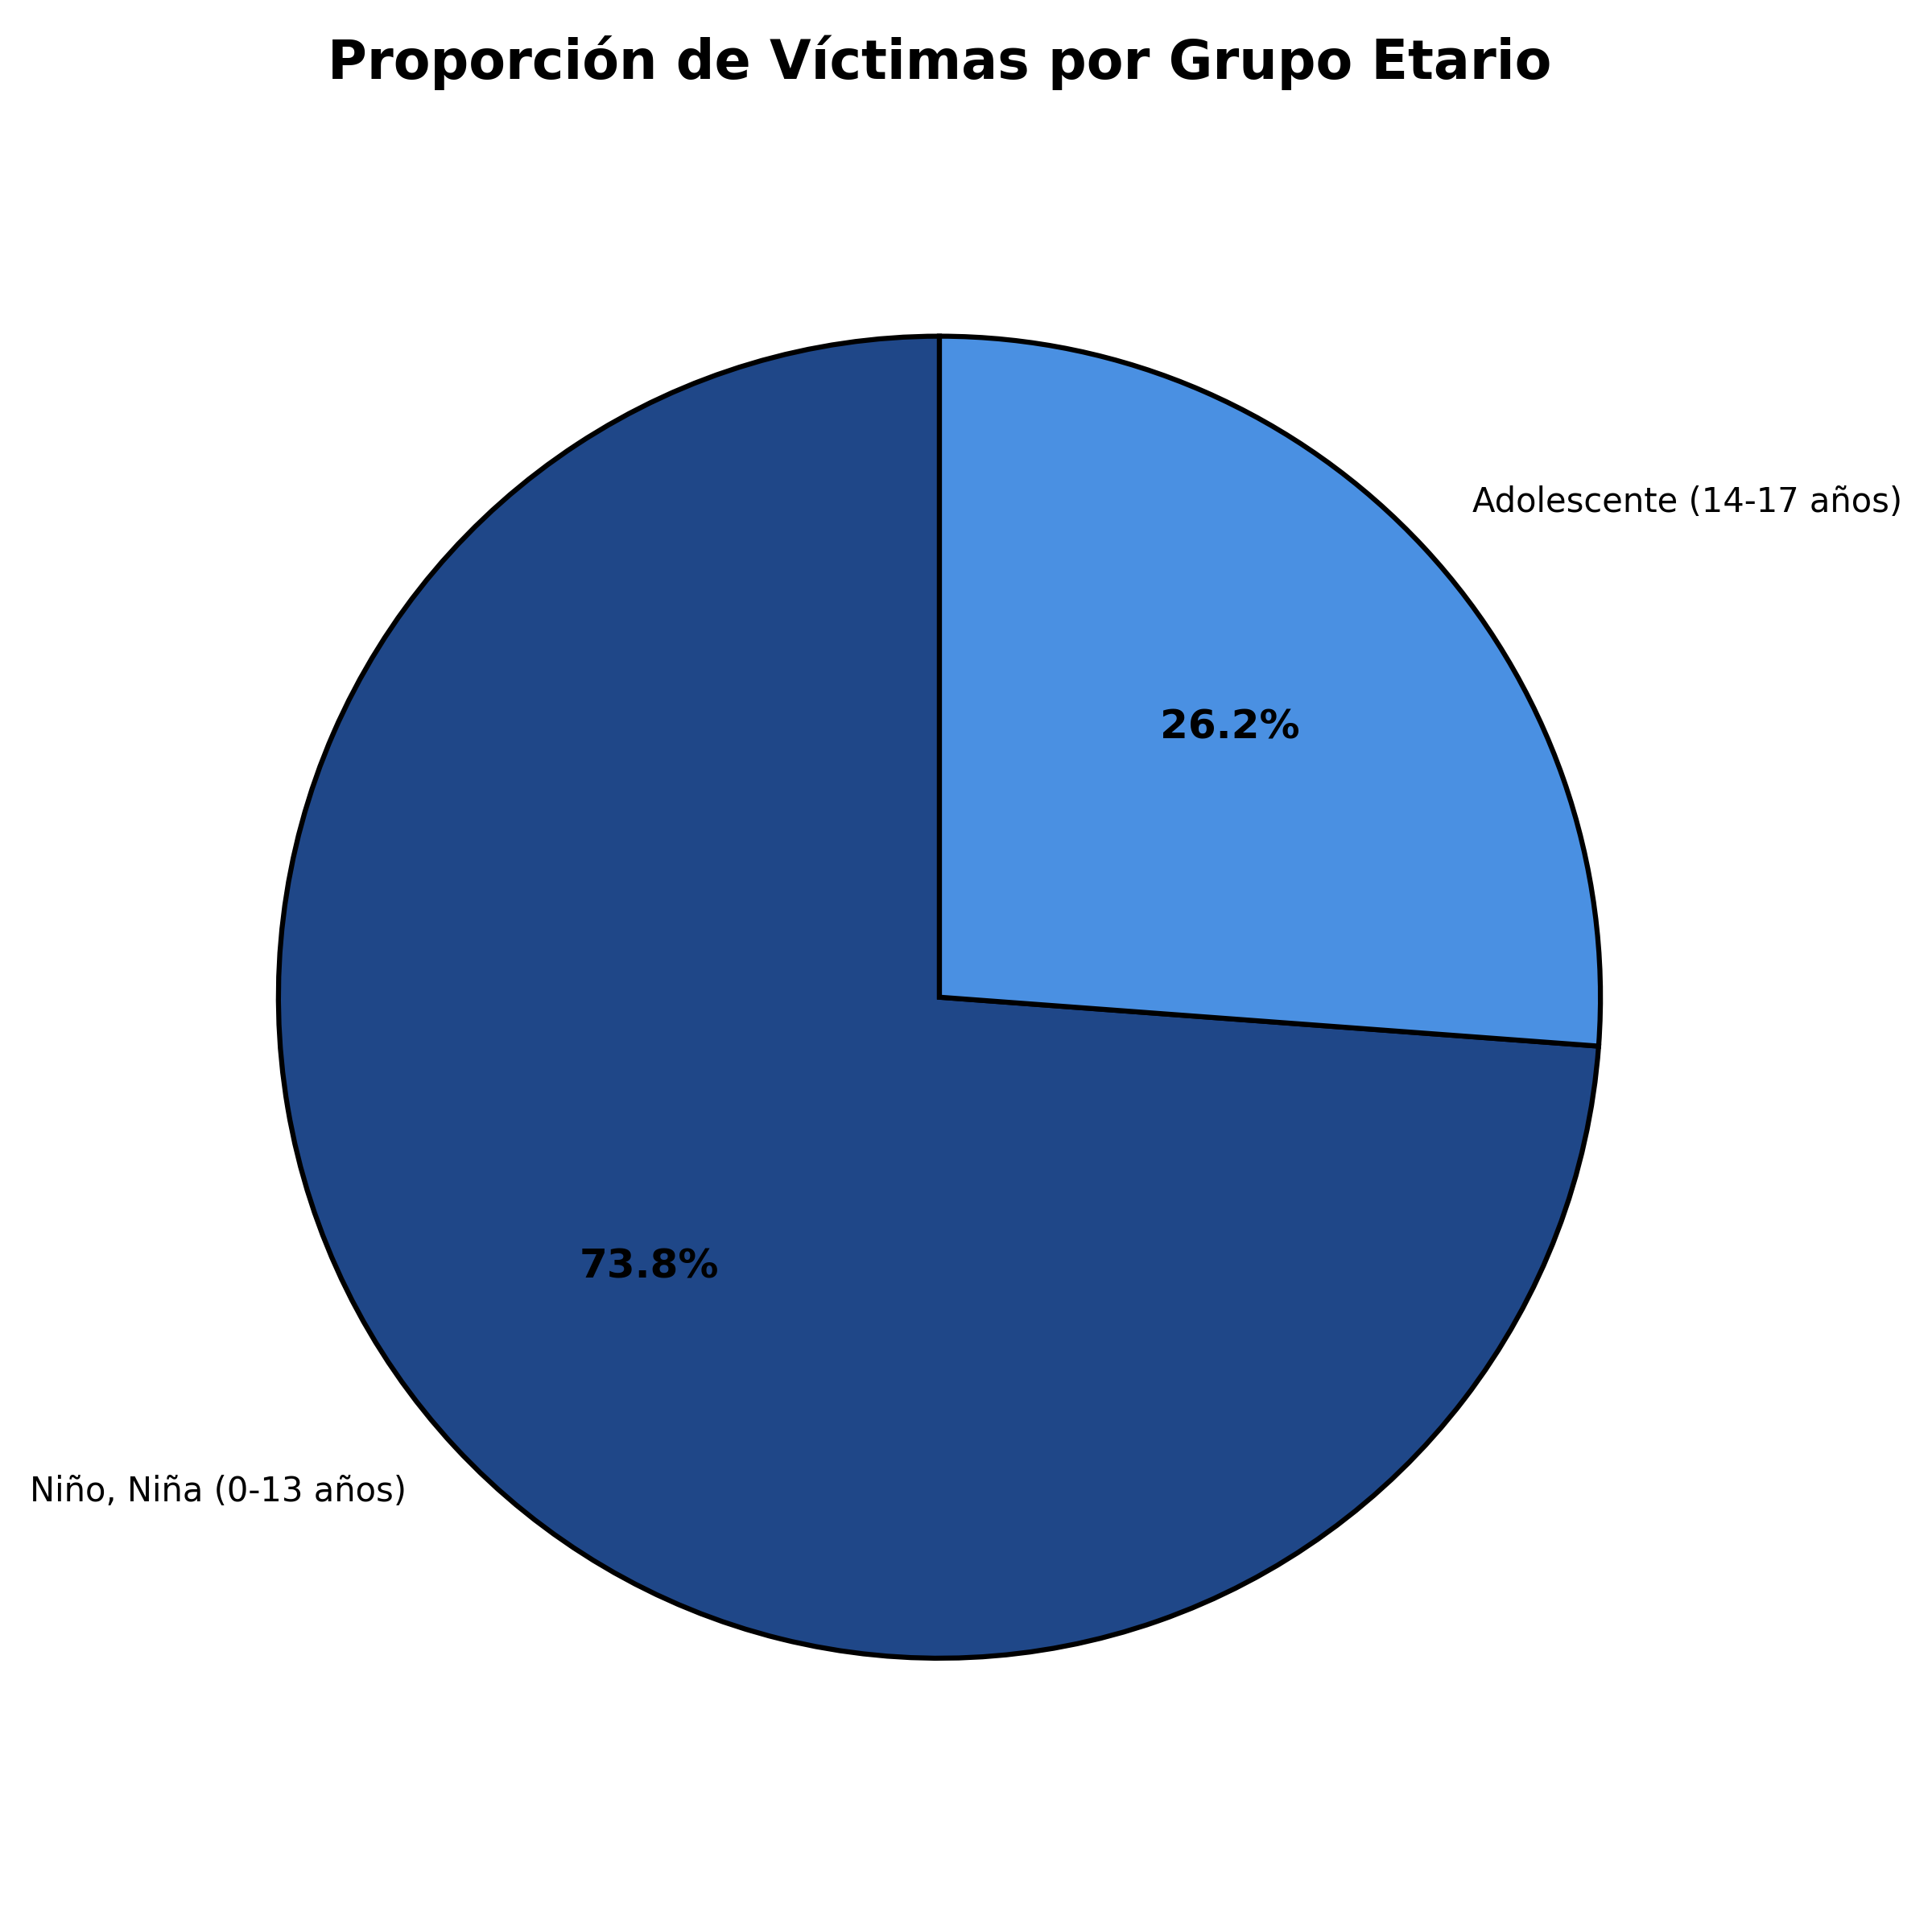 Proporción de Víctimas por Grupo Etario
Adolescente (14-17 años)
26.2%
73.8%
Niño, Niña (0-13 años)